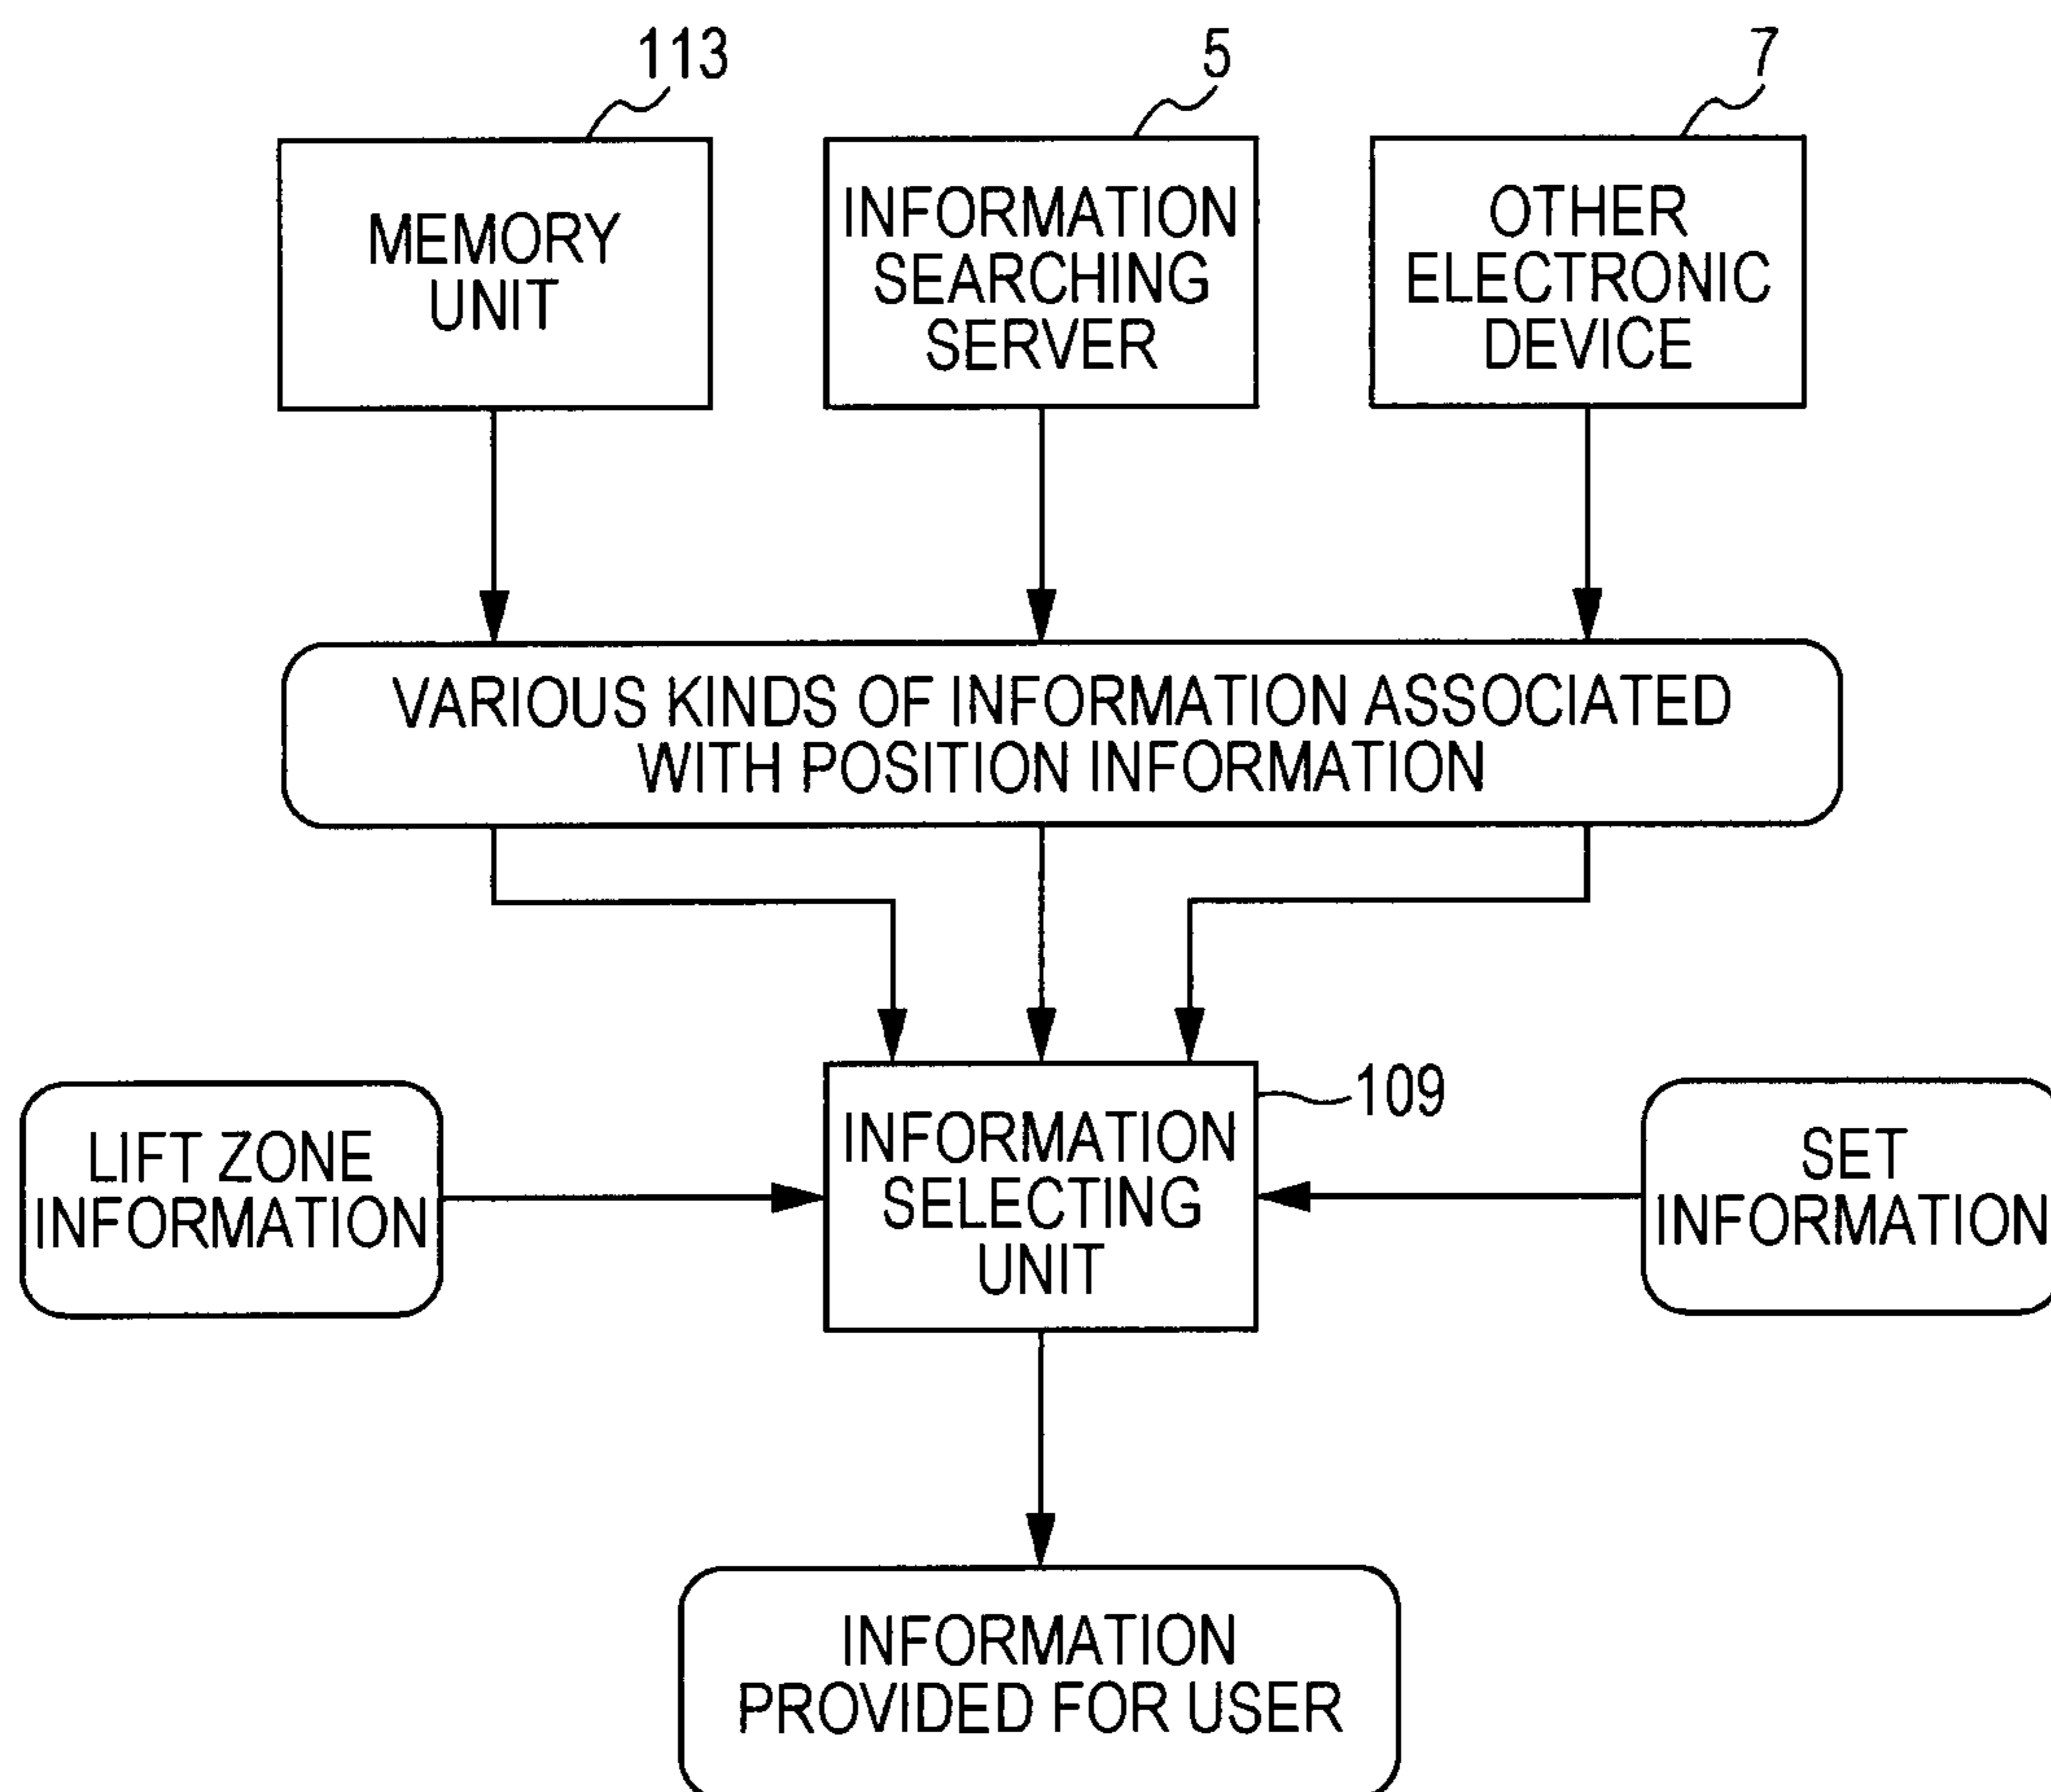 113
5
7
MEMORY
UNIT
INFORMATION
SEARCHING
SERVER
OTHER
ELECTRONIC
DEVICE
VARIOUS KINDS OF INFORMATION ASSOCIATED
WITH POSITION INFORMATION
LIFT ZONE
INFORMATION
109
INFORMATION
SELECTING
UNIT
SET
INFORMATION
INFORMATION
PROVIDED FOR USER